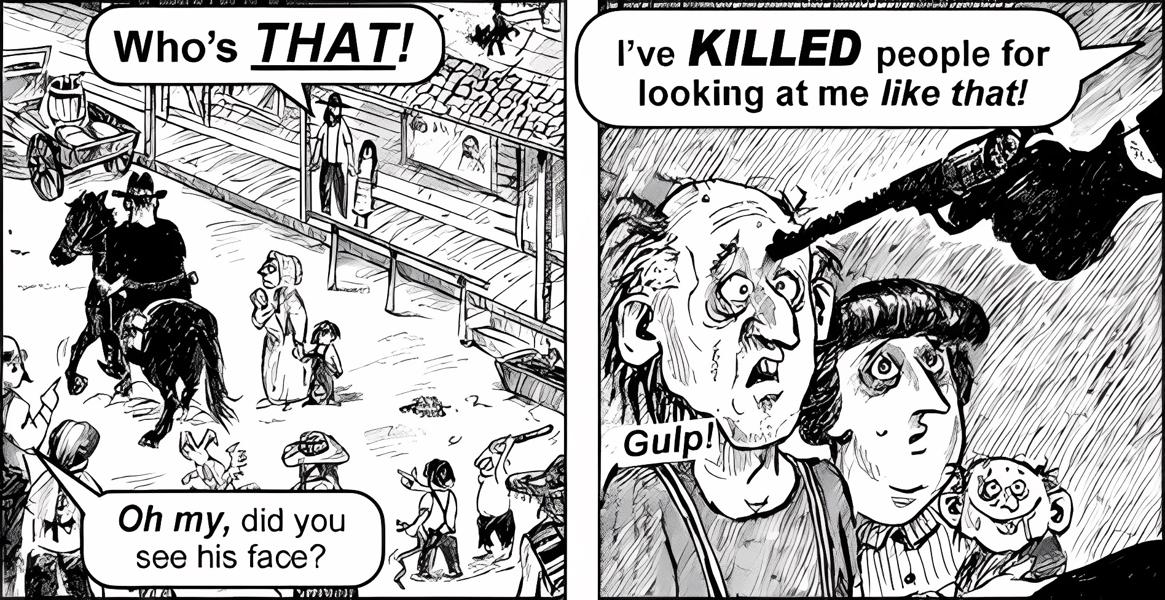 Who's THAT!
Oh my, did you
see his face?
I've KILLED people for
looking at me like that!
Gulp!